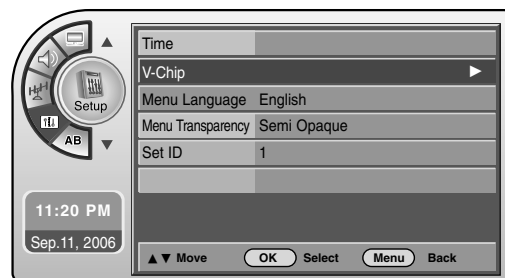 Setup
AB
11:20 PM
Sep.11, 2006
Time
V-Chip
Menu Language English
Menu Transparency Semi Opaque
Set ID 1
▲▼ Move OK Select Menu Back